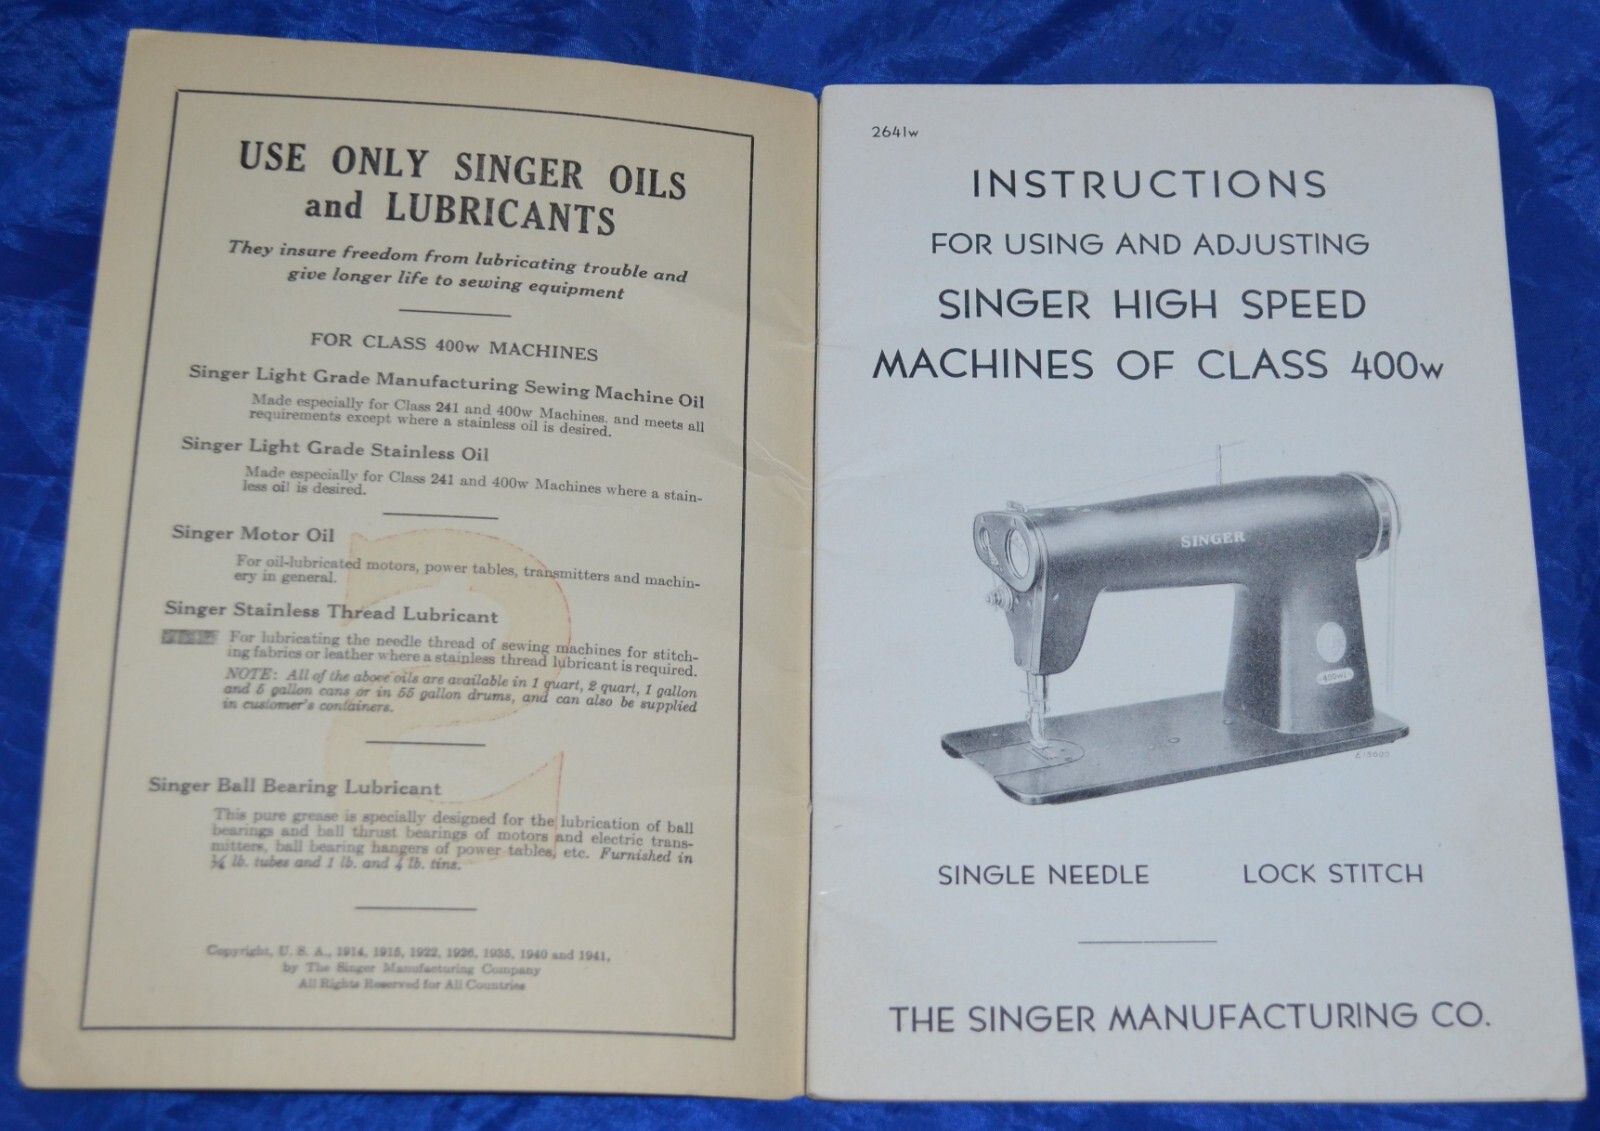 USE ONLY SINGER OILS
and LUBRICANTS
They insure freedom from lubricating trouble and
give longer life to sewing equipment
FOR CLASS 400w MACHINES
Singer Light Grade Manufacturing Sewing Machine Oil
Made especially for Class 241 and 400w Machines, and meets all
requirements except where a stainless oil is desired.
Singer Light Grade Stainless Oil
Made especially for Class 241 and 400w Machines where a stain-
less oil is desired.
Singer Motor Oil
For oil-lubricated motors, power tables, transmitters and machin-
ery in general.
Singer Stainless Thread Lubricant
For lubricating the needle thread of sewing machines for stitch-
ing fabrics or leather where a stainless thread lubricant is required.
NOTE: All of the above oils are available in 1 quart, 2 quart, 1 gallon
and 5 gallon cans or in 55 gallon drums, and can also be supplied
in customer's containers.
Singer Ball Bearing Lubricant
This pure grease is specially designed for the lubrication of ball
bearings and ball thrust bearings of motors and electric trans-
mitters, ball bearing hangers of power tables, etc. Furnished in
¼ lb. tubes and 1 lb. and 4 lb. tins.
Copyright, U. S. A., 1914, 1915, 1922, 1926, 1935, 1940 and 1941,
by The Singer Manufacturing Company
All Rights Reserved for All Countries
2641w
INSTRUCTIONS
FOR USING AND ADJUSTING
SINGER HIGH SPEED
MACHINES OF CLASS 400w
SINGER
400w1
SINGLE NEEDLE LOCK STITCH
THE SINGER MANUFACTURING CO.